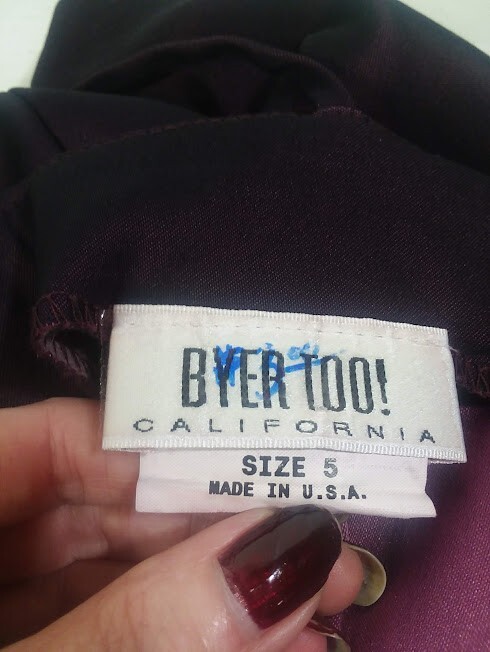 BYER TOO!
CALIFORNIA
SIZE 5
MADE IN U.S.A.